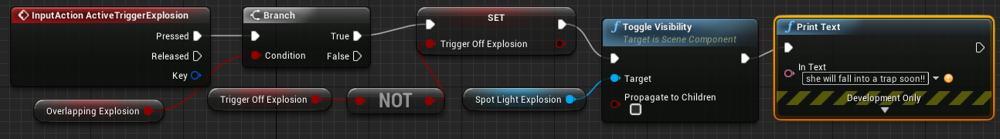 InputAction ActiveTriggerExplosion
Pressed
Released
Key
Overlapping Explosion
Branch
True
Condition
False
Trigger Off Explosion
NOT
SET
Trigger Off Explosion
Spot Light Explosion
Toggle Visibility
Target is Scene Component
Target
Propagate to Children
Print Text
In Text
she will fall into a trap soon!!
Development Only